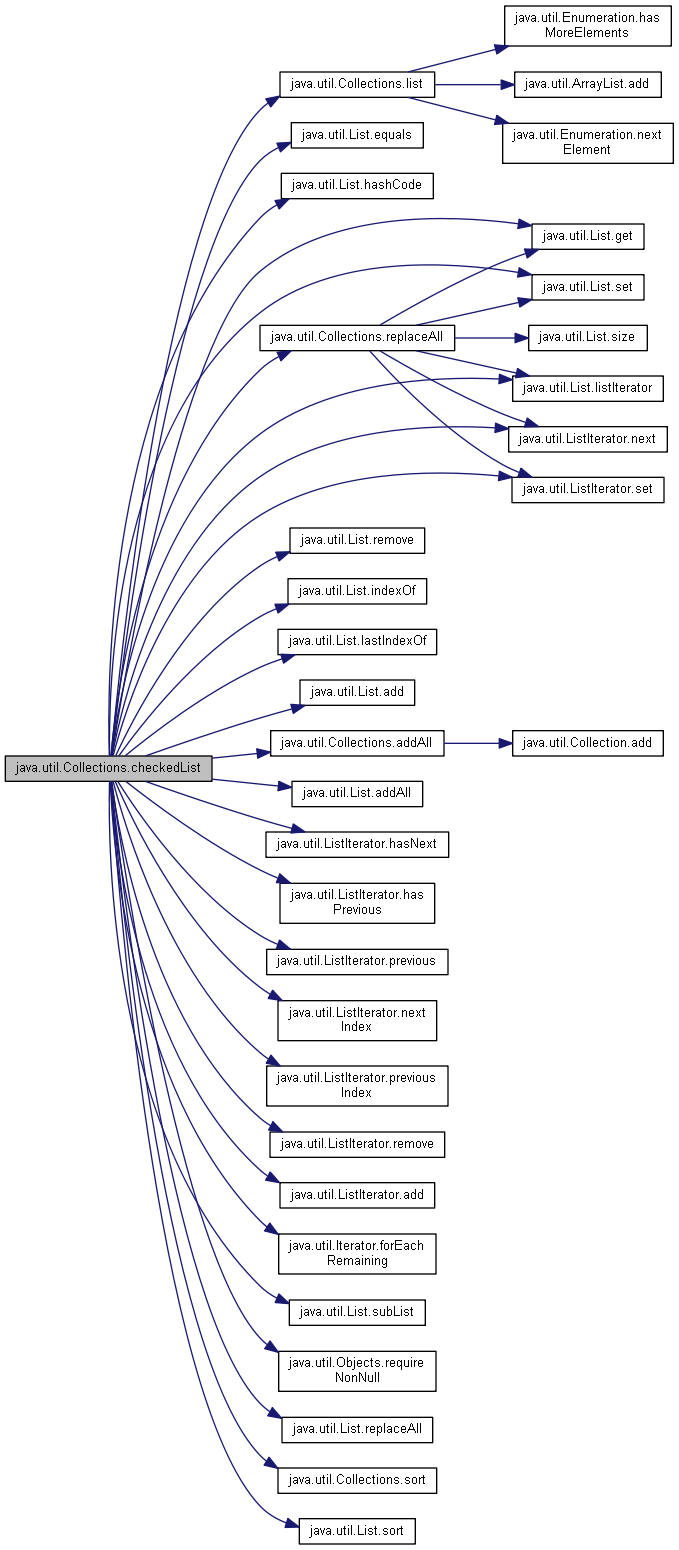 java.util.Enumeration.has
MoreElements
java.util.Collections.list
java.util.ArrayList.add
java.util.Enumeration.next
Element
java.util.List.equals
java.util.List.hashCode
java.util.List.get
java.util.List.set
java.util.Collections.replaceAll
java.util.List.size
java.util.List.listIterator
java.util.ListIterator.next
java.util.ListIterator.set
java.util.List.remove
java.util.List.indexOf
java.util.List.lastIndexOf
java.util.List.add
java.util.Collections.addAll
java.util.Collection.add
java.util.Collections.checkedList
java.util.List.addAll
java.util.ListIterator.hasNext
java.util.ListIterator.has
Previous
java.util.ListIterator.previous
java.util.ListIterator.next
Index
java.util.ListIterator.previous
Index
java.util.ListIterator.remove
java.util.ListIterator.add
java.util.Iterator.forEach
Remaining
java.util.List.subList
java.util.Objects.require
NonNull
java.util.List.replaceAll
java.util.Collections.sort
java.util.List.sort